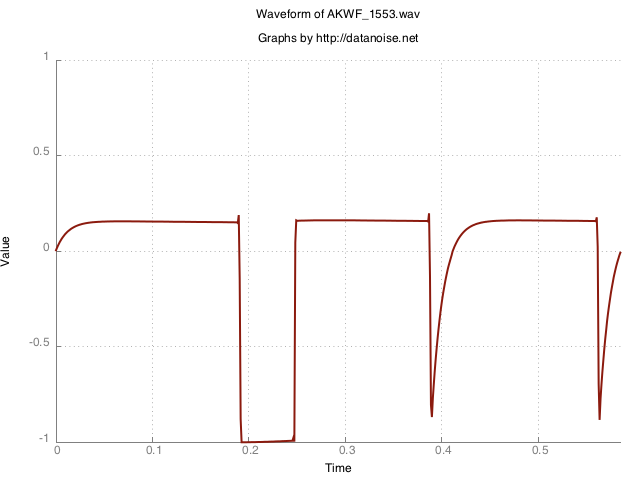 Waveform of AKWF_1553.wav
Graphs by http://datanoise.net
1
0.5
0
-0.5
-1
Value
0 0.1 0.2 0.3 0.4 0.5
Time